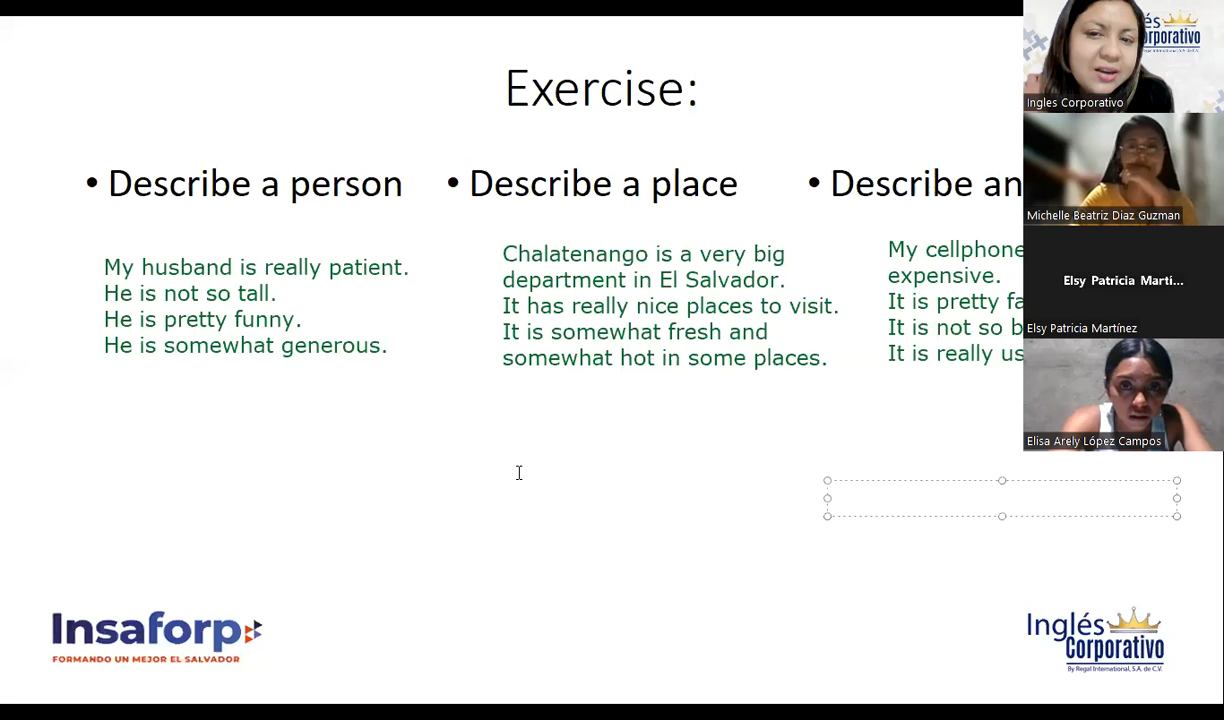 Exercise:
• Describe a person
My husband is really patient.
He is not so tall.
He is pretty funny.
He is somewhat generous.
• Describe a place
Chalatenango is a very big
department in El Salvador.
It has really nice places to visit.
It is somewhat fresh and
somewhat hot in some places.
• Describe an
My cellphone
expensive.
It is pretty fa
It is not so b
It is really us
Insaforp
FORMANDO UN MEJOR EL SALVADOR
Inglés
Corporativo
By Regal International, S.A. de C.V.
és
orporativo
Ingles Corporativo
Michelle Beatriz Diaz Guzman
Elsy Patricia Martí...
Elsy Patricia Martínez
Elisa Arely López Campos